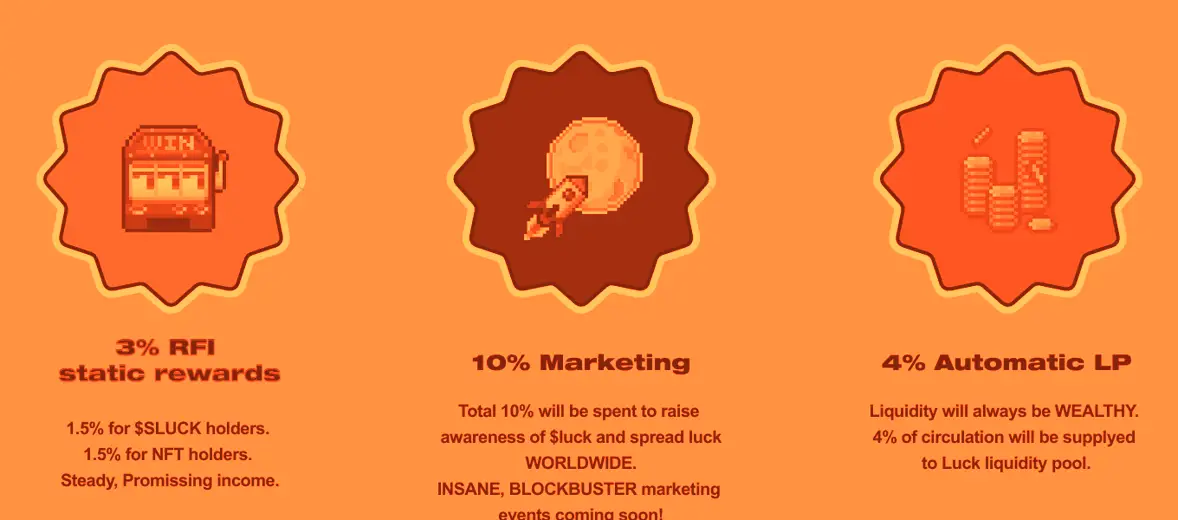 WIN
3% RFI
static rewards
1.5% for $SLUCK holders.
1.5% for NFT holders.
Steady, Promissing income.
10% Marketing
Total 10% will be spent to raise
awareness of $luck and spread luck
WORLDWIDE.
INSANE, BLOCKBUSTER marketing
events coming soon!
4% Automatic LP
Liquidity will always be WEALTHY.
4% of circulation will be supplyed
to Luck liquidity pool.